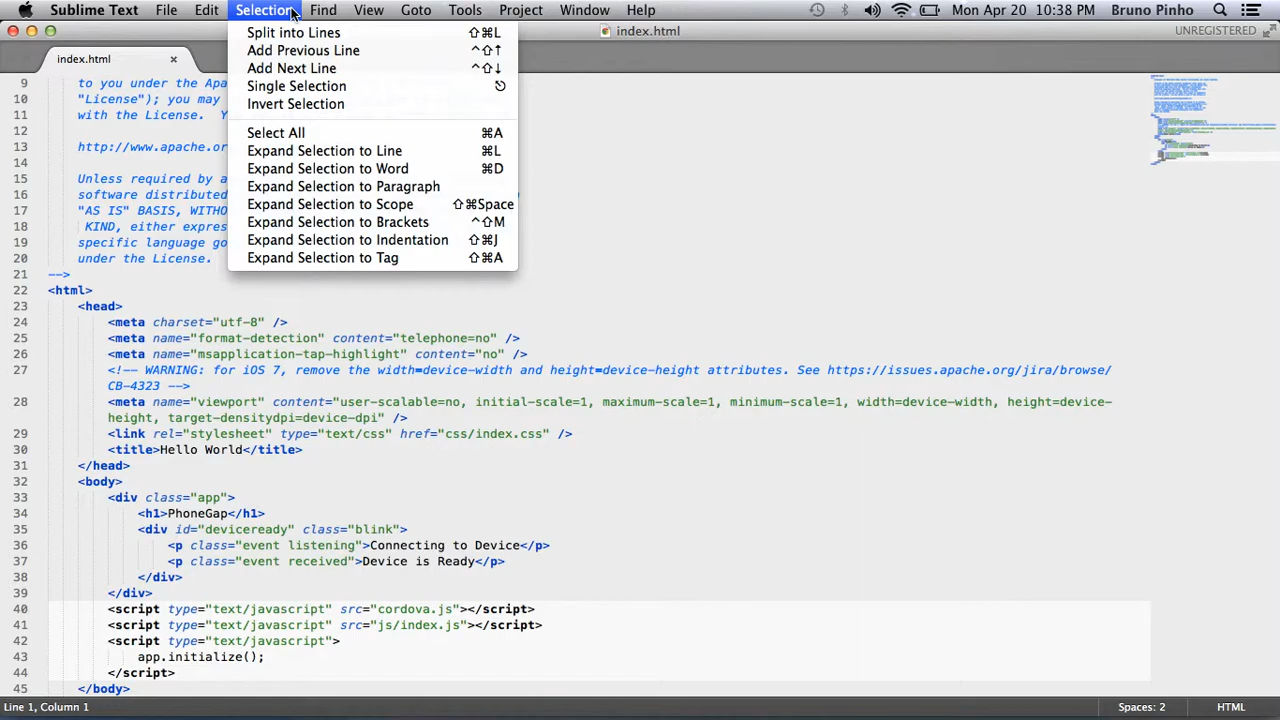 Sublime Text File Edit Selection Find View Goto Tools Project Window Help Mon Apr 20 10:38 PM Bruno Pinho
index.html UNREGISTERED
index.html ×
Split into Lines ⇧⌘L
Add Previous Line ^⇧↑
Add Next Line ^⇧↓
Single Selection ⎋
Invert Selection
Select All ⌘A
Expand Selection to Line ⌘L
Expand Selection to Word ⌘D
Expand Selection to Paragraph
Expand Selection to Scope ⇧⌘Space
Expand Selection to Brackets ^⇧M
Expand Selection to Indentation ⇧⌘J
Expand Selection to Tag ⇧⌘A
9 to you under the Apa
10 "License"); you may
11 with the License. Y
12
13 http://www.apache.or
14
15 Unless required by a
16 software distributed
17 "AS IS" BASIS, WITHO
18 KIND, either expres
19 specific language go
20 under the License.
21 -->
22 <html>
23 <head>
24 <meta charset="utf-8" />
25 <meta name="format-detection" content="telephone=no" />
26 <meta name="msapplication-tap-highlight" content="no" />
27 <!-- WARNING: for iOS 7, remove the width=device-width and height=device-height attributes. See https://issues.apache.org/jira/browse/
CB-4323 -->
28 <meta name="viewport" content="user-scalable=no, initial-scale=1, maximum-scale=1, minimum-scale=1, width=device-width, height=device-
height, target-densitydpi=device-dpi" />
29 <link rel="stylesheet" type="text/css" href="css/index.css" />
30 <title>Hello World</title>
31 </head>
32 <body>
33 <div class="app">
34 <h1>PhoneGap</h1>
35 <div id="deviceready" class="blink">
36 <p class="event listening">Connecting to Device</p>
37 <p class="event received">Device is Ready</p>
38 </div>
39 </div>
40 <script type="text/javascript" src="cordova.js"></script>
41 <script type="text/javascript" src="js/index.js"></script>
42 <script type="text/javascript">
43 app.initialize();
44 </script>
45 </body>
Line 1, Column 1 Spaces: 2 HTML